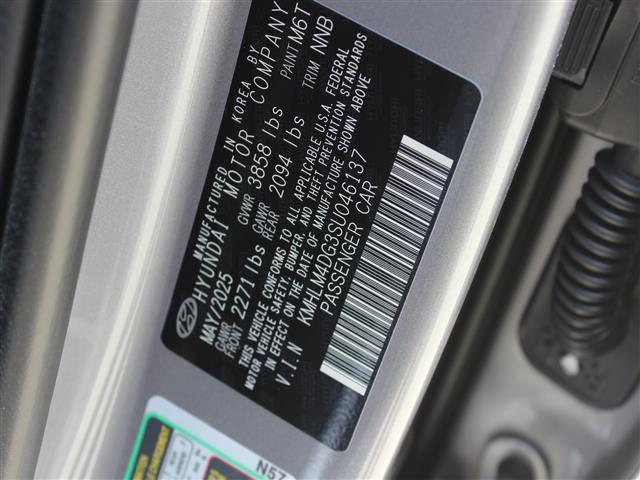 MANUFACTURED IN KOREA BY
HYUNDAI MOTOR COMPANY
MAY/2025 GVWR 3858 lbs PAINT M6T
GAWR FRONT 2271 lbs GAWR REAR 2094 lbs TRIM NNB
THIS VEHICLE CONFORMS TO ALL APPLICABLE U.S.A. FEDERAL
MOTOR VEHICLE SAFETY, BUMPER, AND THEFT PREVENTION STANDARDS
IN EFFECT ON THE DATE OF MANUFACTURE SHOWN ABOVE
V.I.N KMHLM4DG3SU046137
PASSENGER CAR
N57